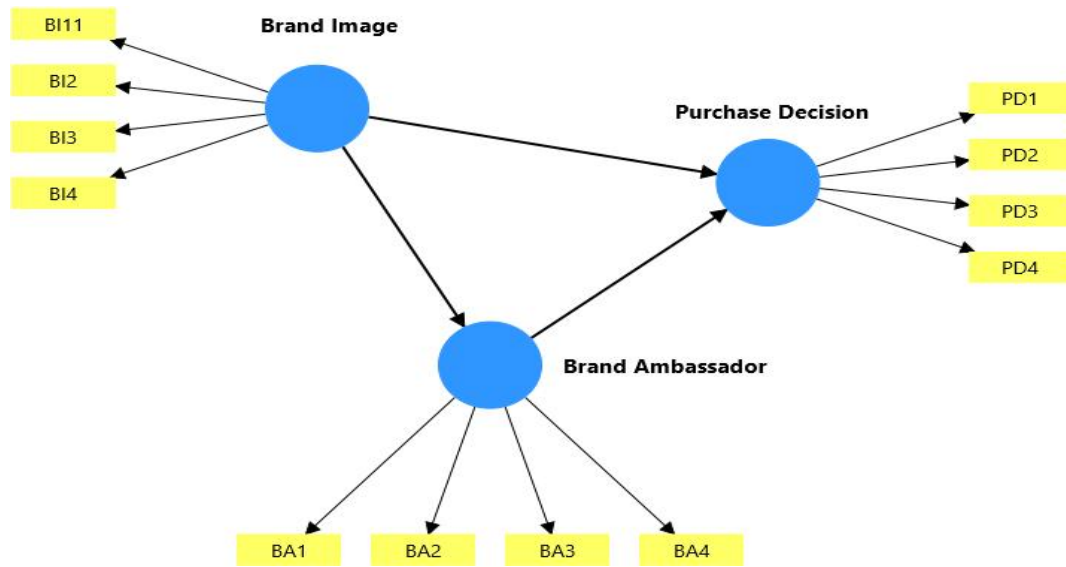 Brand Image
BI11
BI2
BI3
BI4
Purchase Decision
PD1
PD2
PD3
PD4
Brand Ambassador
BA1
BA2
BA3
BA4